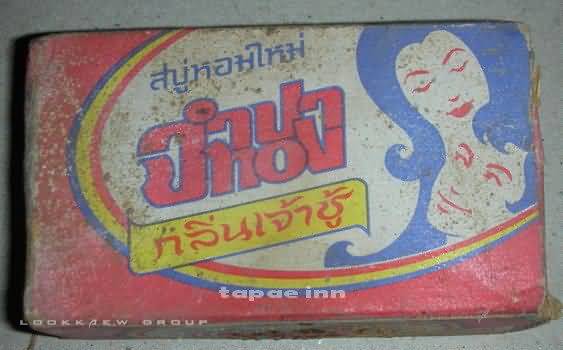 สบู่หอมใหม่
จำปา
ทอง
กลิ่นเจ้าชู้
tapae inn
LOOKKAEW GROUP